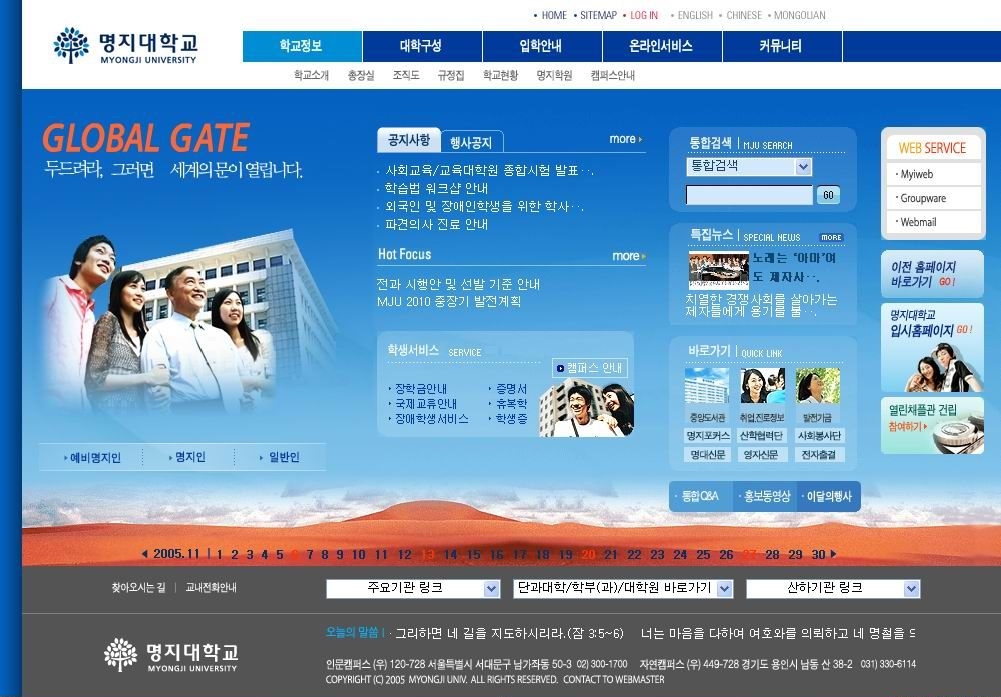 HOME SITEMAP LOG IN ENGLISH CHINESE MONGOLIAN
명지대학교
MYONGJI UNIVERSITY
학교정보 대학구성 입학안내 온라인서비스 커뮤니티
학교소개 총장실 조직도 규정집 학교현황 명지학원 캠퍼스안내
GLOBAL GATE
두드려라, 그러면 세계의 문이 열립니다.
공지사항 행사공지 more
사회교육/교육대학원 종합시험 발표‥.
학습법 워크샵 안내
외국인 및 장애인학생을 위한 학사‥.
파견의사 진료 안내
Hot Focus more
전과 시행안 및 선발 기준 안내
MJU 2010 중장기 발전계획
학생서비스 SERVICE
캠퍼스 안내
장학금안내 증명서
국제교류안내 휴복학
장애학생서비스 학생증
통합검색 MJU SEARCH
통합검색
GO
특집뉴스 SPECIAL NEWS MORE
노래는 '아마'여
도 제자사‥.
치열한 경쟁사회를 살아가는
제자들에게 용기를 불‥.
바로가기 QUICK LINK
중앙도서관 취업,진로정보 발전기금
명지포커스 산학협력단 사회봉사단
명대신문 영자신문 전자출결
통합Q&A 홍보동영상 이달의행사
WEB SERVICE
Myiweb
Groupware
Webmail
이전 홈페이지
바로가기 GO!
명지대학교
입시홈페이지 GO!
열린채플관 건립
참여하기
예비명지인 명지인 일반인
2005.11 | 1 2 3 4 5 6 7 8 9 10 11 12 13 14 15 16 17 18 19 20 21 22 23 24 25 26 27 28 29 30
찾아오시는 길 | 교내전화안내
주요기관 링크 단과대학/학부(과)/대학원 바로가기 산하기관 링크
오늘의 말씀 | 그리하면 네 길을 지도하시리라.(잠 3:5~6) 너는 마음을 다하여 여호와를 의뢰하고 네 명철을 의
명지대학교
MYONGJI UNIVERSITY
인문캠퍼스 (우) 120-728 서울특별시 서대문구 남가좌동 50-3 02) 300-1700 자연캠퍼스 (우) 449-728 경기도 용인시 남동 산 38-2 031) 330-6114
COPYRIGHT (C) 2005 MYONGJI UNIV. ALL RIGHTS RESERVED. CONTACT TO WEBMASTER